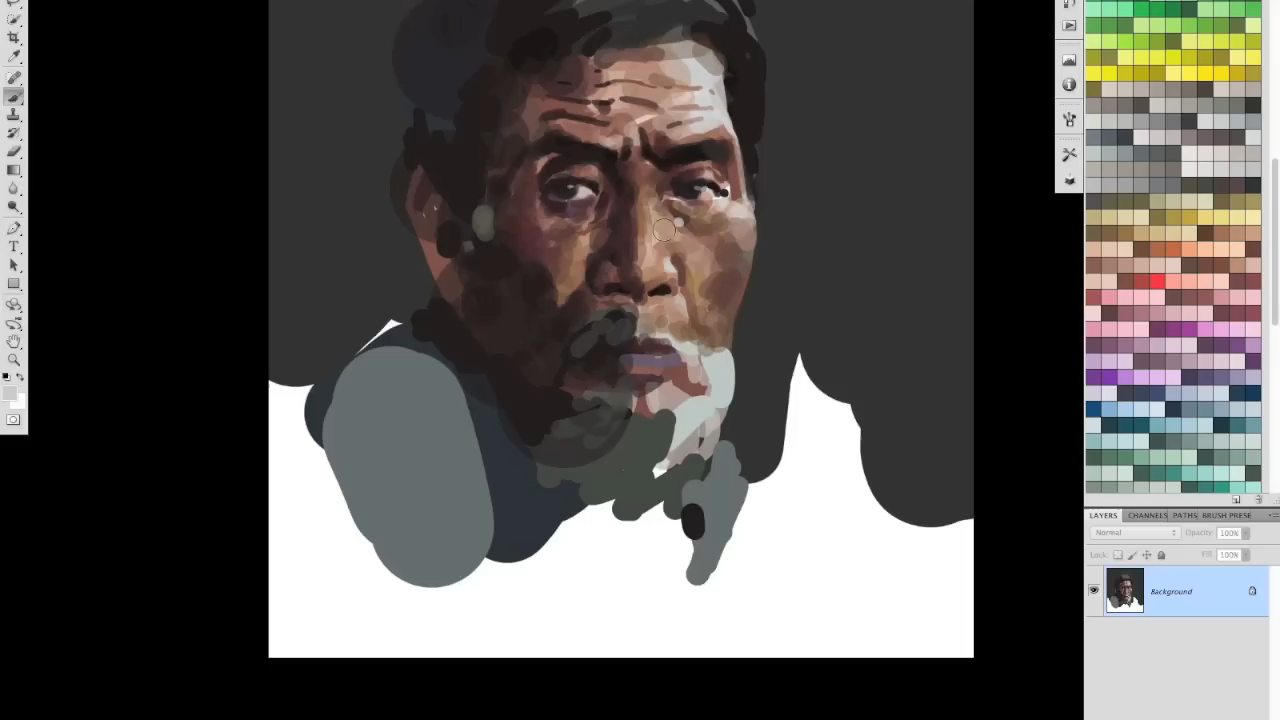 LAYERS CHANNELS PATHS BRUSH PRESE
Normal Opacity: 100%
Lock: Fill: 100%
Background